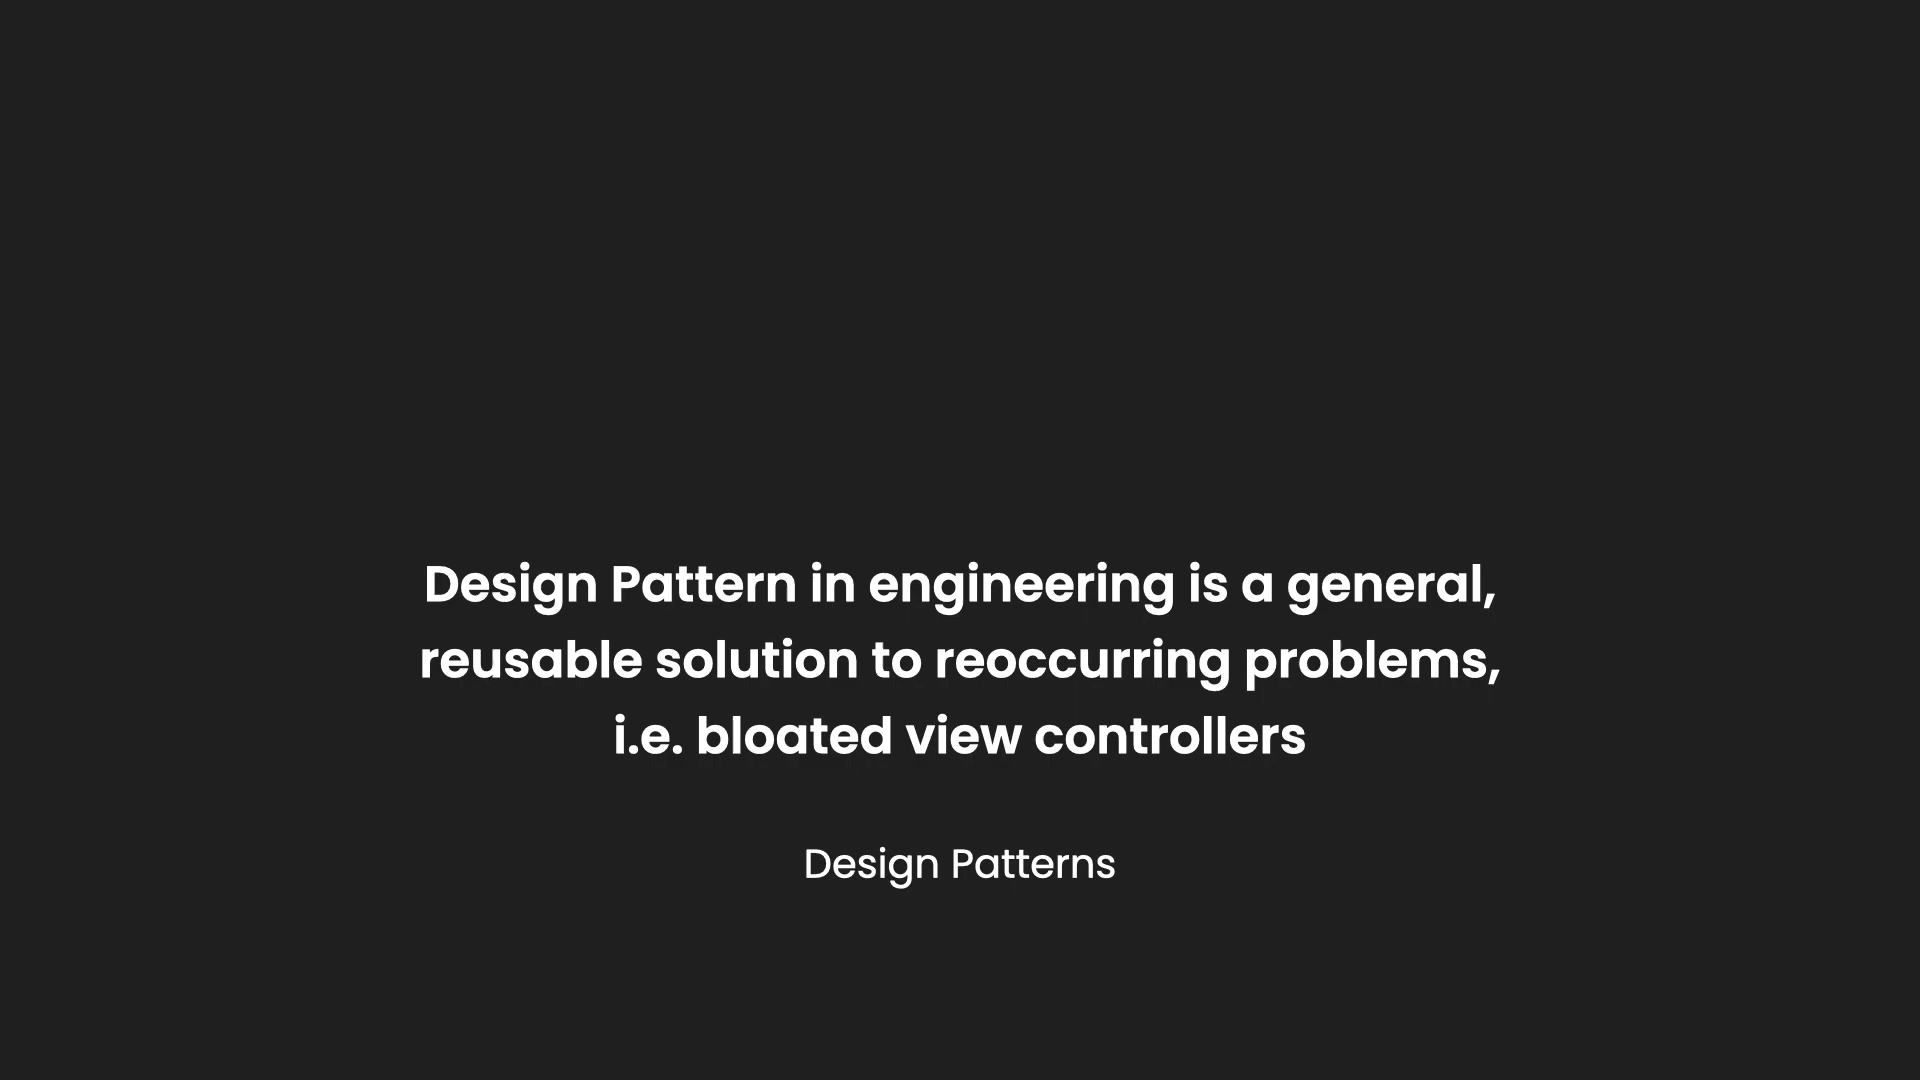 Design Pattern in engineering is a general,
reusable solution to reoccurring problems,
i.e. bloated view controllers
Design Patterns